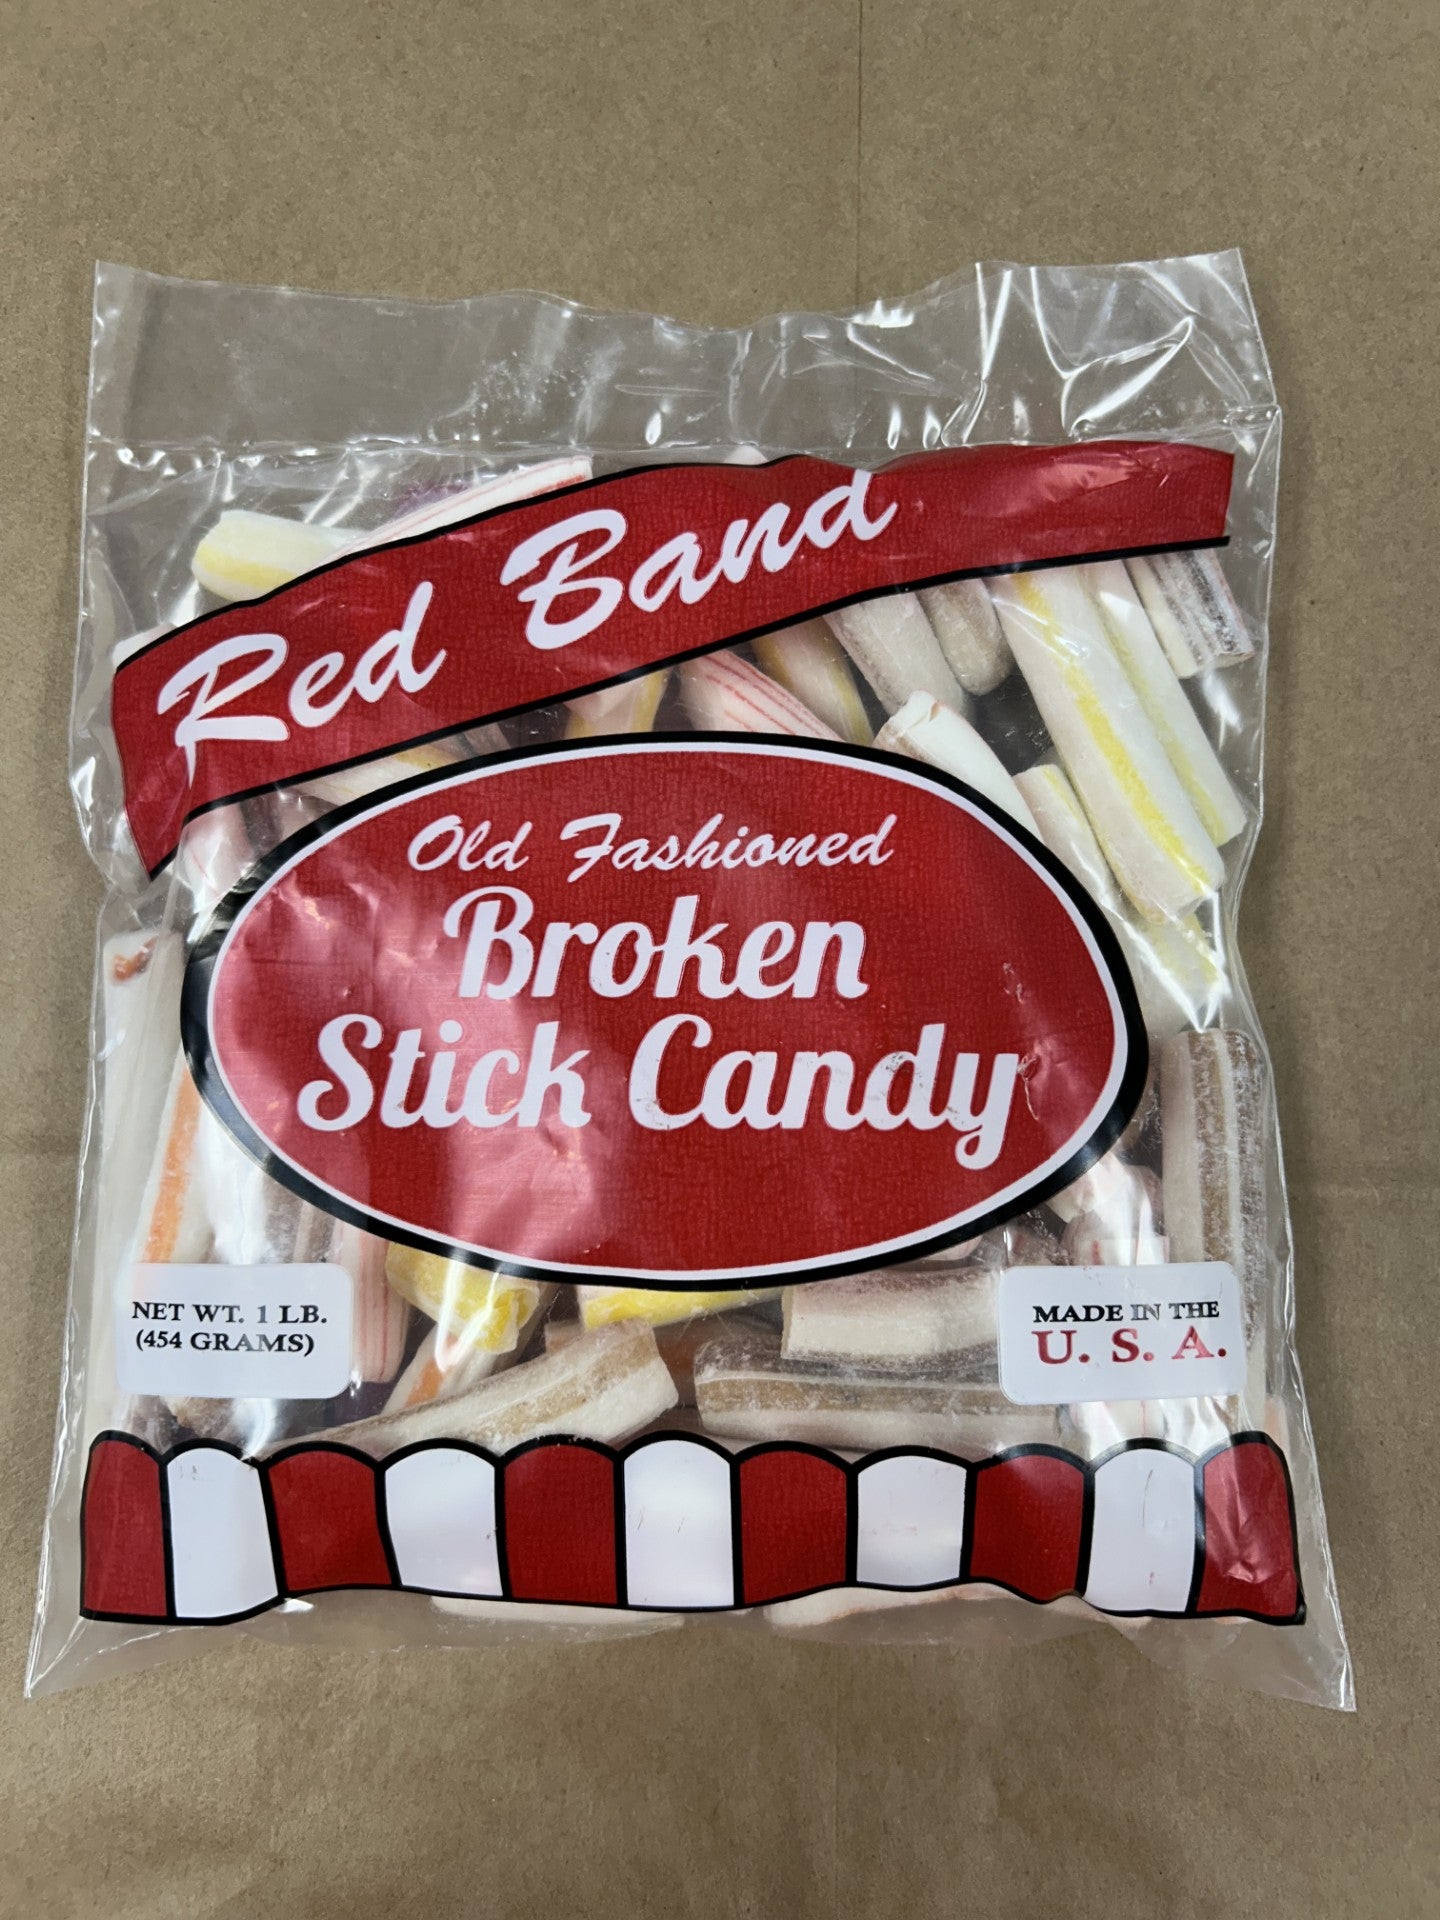 Red Band
Old Fashioned
Broken
Stick Candy
NET WT. 1 LB.
(454 GRAMS)
MADE IN THE
U. S. A.